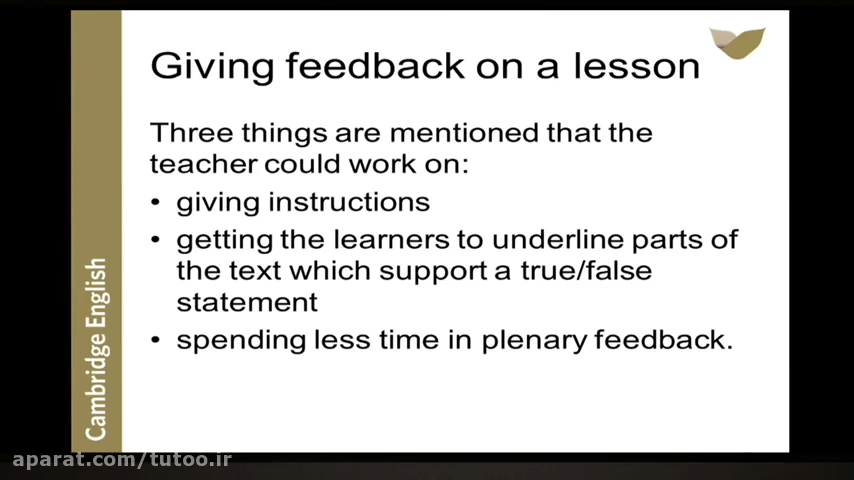 Giving feedback on a lesson
Three things are mentioned that the
teacher could work on:
• giving instructions
• getting the learners to underline parts of
the text which support a true/false
statement
• spending less time in plenary feedback.
Cambridge English
aparat.com/tutoo.ir